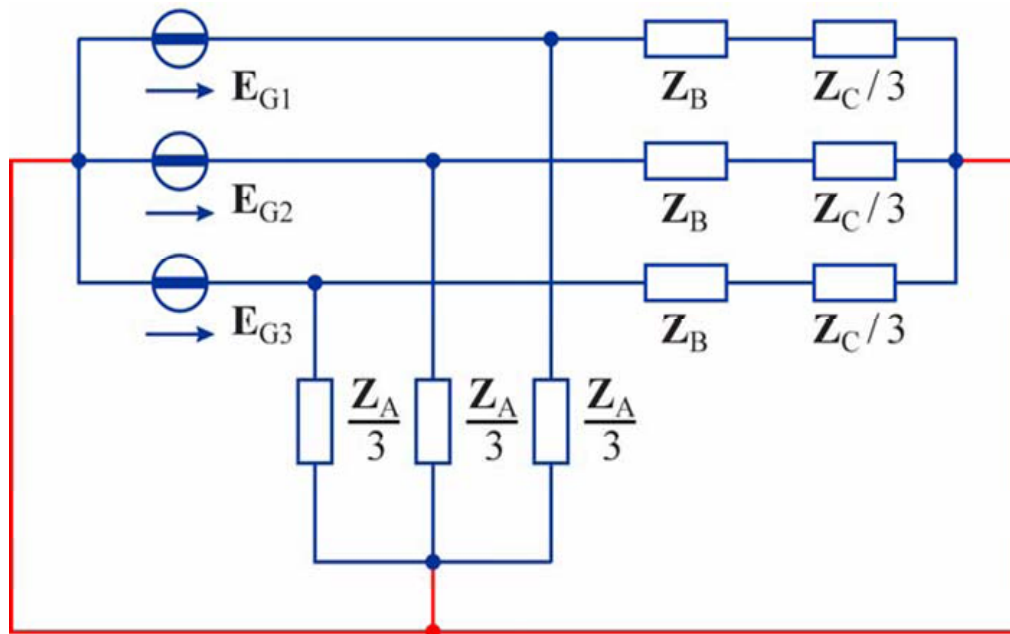 E_G1
Z_B Z_C / 3
E_G2
Z_B Z_C / 3
E_G3
Z_B Z_C / 3
Z_A/3 Z_A/3 Z_A/3